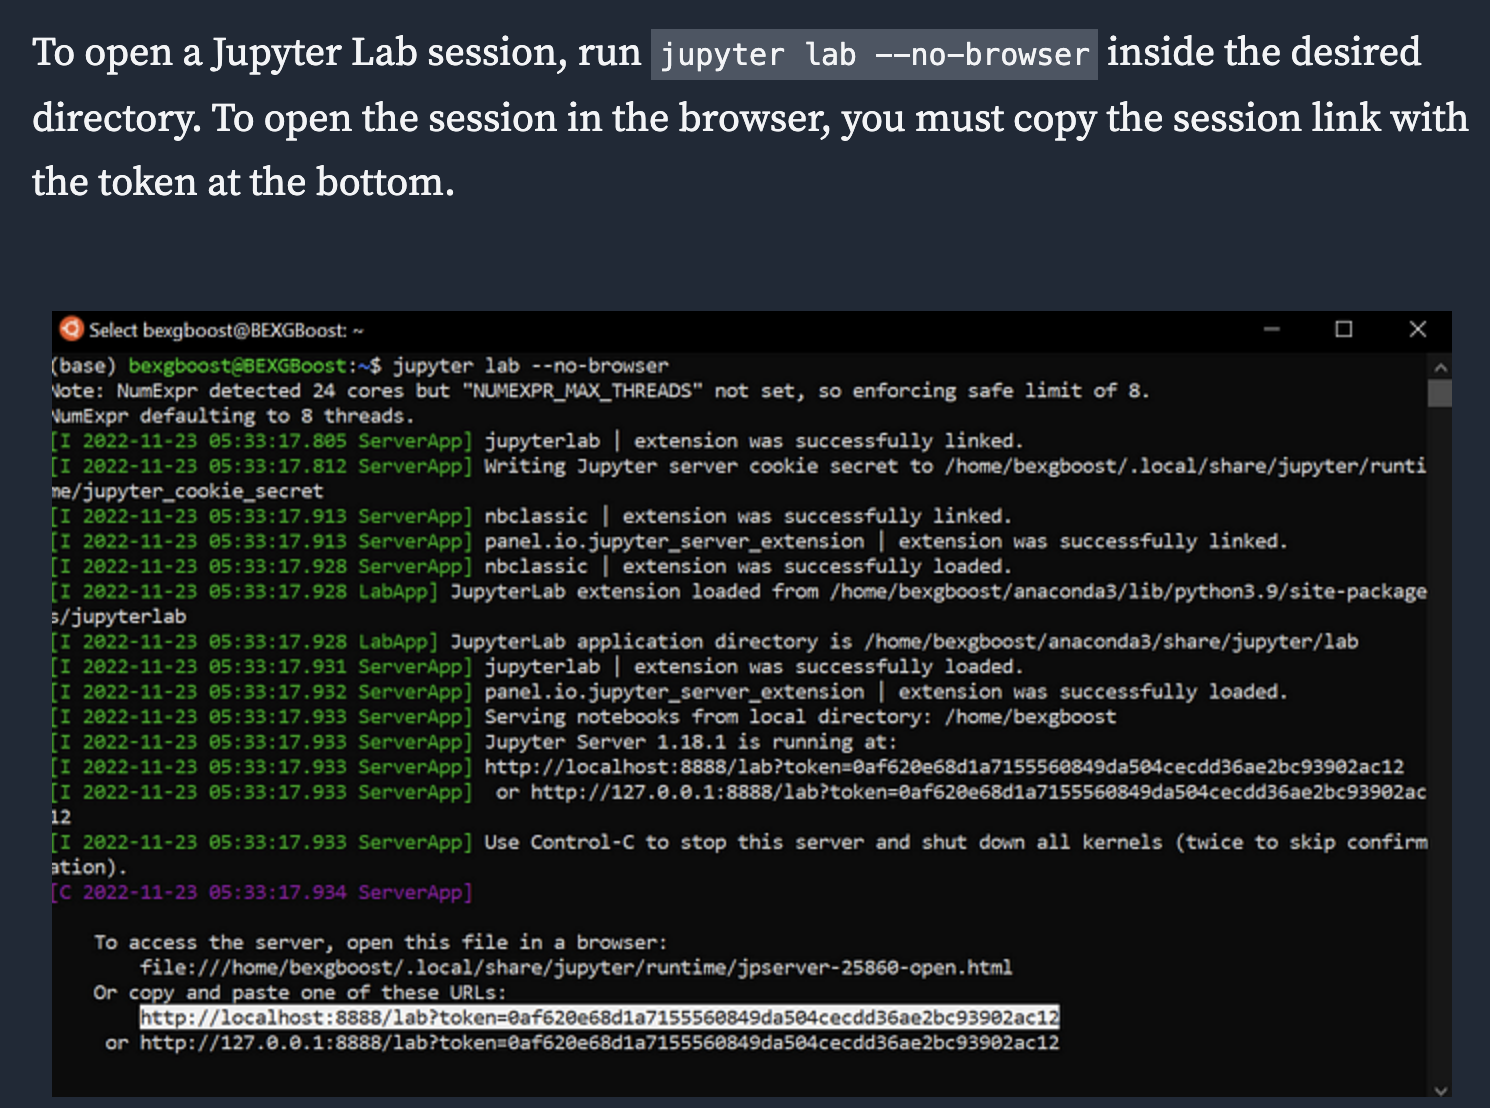 To open a Jupyter Lab session, run jupyter lab --no-browser inside the desired
directory. To open the session in the browser, you must copy the session link with
the token at the bottom.
Select bexgboost@BEXGBoost: ~
(base) bexgboost@BEXGBoost:~$ jupyter lab --no-browser
Note: NumExpr detected 24 cores but "NUMEXPR_MAX_THREADS" not set, so enforcing safe limit of 8.
NumExpr defaulting to 8 threads.
[I 2022-11-23 05:33:17.805 ServerApp] jupyterlab | extension was successfully linked.
[I 2022-11-23 05:33:17.812 ServerApp] Writing Jupyter server cookie secret to /home/bexgboost/.local/share/jupyter/runti
me/jupyter_cookie_secret
[I 2022-11-23 05:33:17.913 ServerApp] nbclassic | extension was successfully linked.
[I 2022-11-23 05:33:17.913 ServerApp] panel.io.jupyter_server_extension | extension was successfully linked.
[I 2022-11-23 05:33:17.928 ServerApp] nbclassic | extension was successfully loaded.
[I 2022-11-23 05:33:17.928 LabApp] JupyterLab extension loaded from /home/bexgboost/anaconda3/lib/python3.9/site-package
s/jupyterlab
[I 2022-11-23 05:33:17.928 LabApp] JupyterLab application directory is /home/bexgboost/anaconda3/share/jupyter/lab
[I 2022-11-23 05:33:17.931 ServerApp] jupyterlab | extension was successfully loaded.
[I 2022-11-23 05:33:17.932 ServerApp] panel.io.jupyter_server_extension | extension was successfully loaded.
[I 2022-11-23 05:33:17.933 ServerApp] Serving notebooks from local directory: /home/bexgboost
[I 2022-11-23 05:33:17.933 ServerApp] Jupyter Server 1.18.1 is running at:
[I 2022-11-23 05:33:17.933 ServerApp] http://localhost:8888/lab?token=0af620e68d1a7155560849da504cecdd36ae2bc93902ac12
[I 2022-11-23 05:33:17.933 ServerApp]  or http://127.0.0.1:8888/lab?token=0af620e68d1a7155560849da504cecdd36ae2bc93902ac
12
[I 2022-11-23 05:33:17.933 ServerApp] Use Control-C to stop this server and shut down all kernels (twice to skip confirm
ation).
[C 2022-11-23 05:33:17.934 ServerApp]
To access the server, open this file in a browser:
file:///home/bexgboost/.local/share/jupyter/runtime/jpserver-25860-open.html
Or copy and paste one of these URLs:
http://localhost:8888/lab?token=0af620e68d1a7155560849da504cecdd36ae2bc93902ac12
or http://127.0.0.1:8888/lab?token=0af620e68d1a7155560849da504cecdd36ae2bc93902ac12